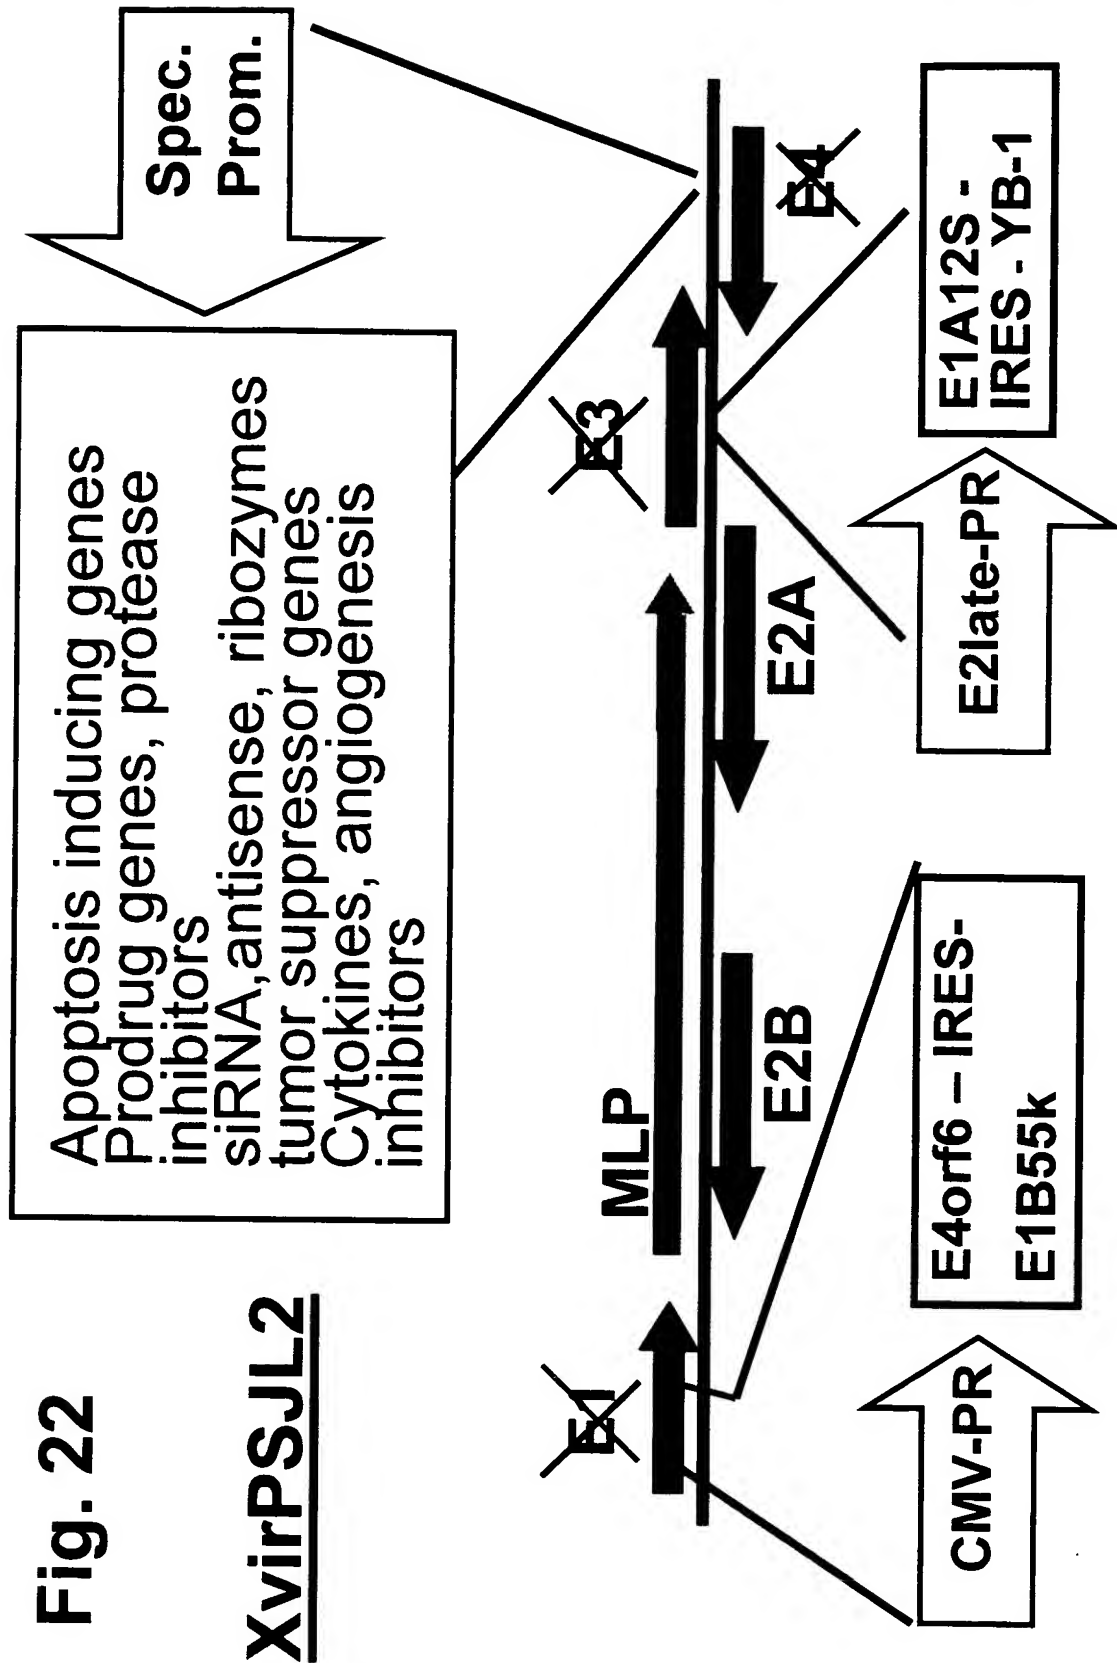 Fig. 22
XvirPSJL2
Apoptosis inducing genes
Prodrug genes, protease
inhibitors
siRNA,antisense, ribozymes
tumor suppressor genes
Cytokines, angiogenesis
inhibitors
Spec.
Prom.
E1
MLP
E3
E2B
E2A
E4
CMV-PR
E4orf6 – IRES-
E1B55k
E2late-PR
E1A12S -
IRES - YB-1